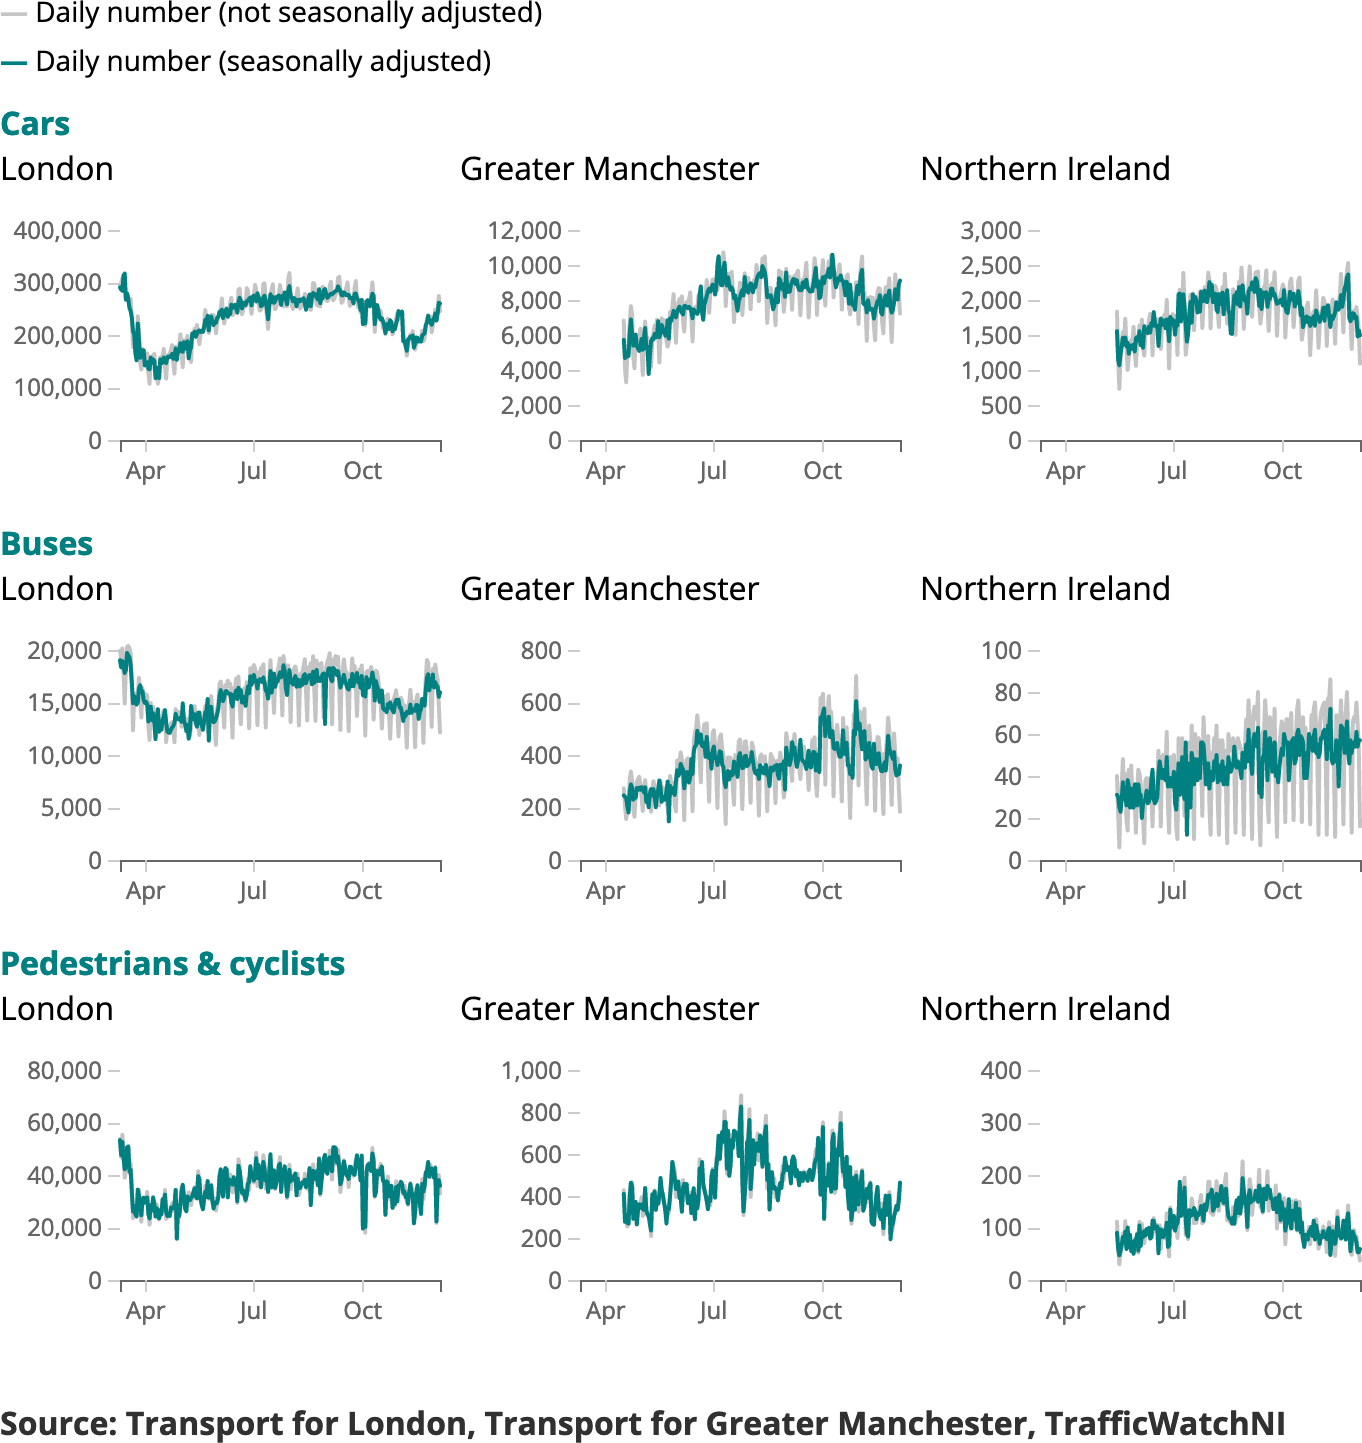 Daily number (not seasonally adjusted)
Daily number (seasonally adjusted)
Cars
London
Greater Manchester
Northern Ireland
400,000
300,000
200,000
100,000
0
Apr
Jul
Oct
12,000
10,000
8,000
6,000
4,000
2,000
0
Apr
Jul
Oct
3,000
2,500
2,000
1,500
1,000
500
0
Apr
Jul
Oct
Buses
London
Greater Manchester
Northern Ireland
20,000
15,000
10,000
5,000
0
Apr
Jul
Oct
800
600
400
200
0
Apr
Jul
Oct
100
80
60
40
20
0
Apr
Jul
Oct
Pedestrians & cyclists
London
Greater Manchester
Northern Ireland
80,000
60,000
40,000
20,000
0
Apr
Jul
Oct
1,000
800
600
400
200
0
Apr
Jul
Oct
400
300
200
100
0
Apr
Jul
Oct
Source: Transport for London, Transport for Greater Manchester, TrafficWatchNI